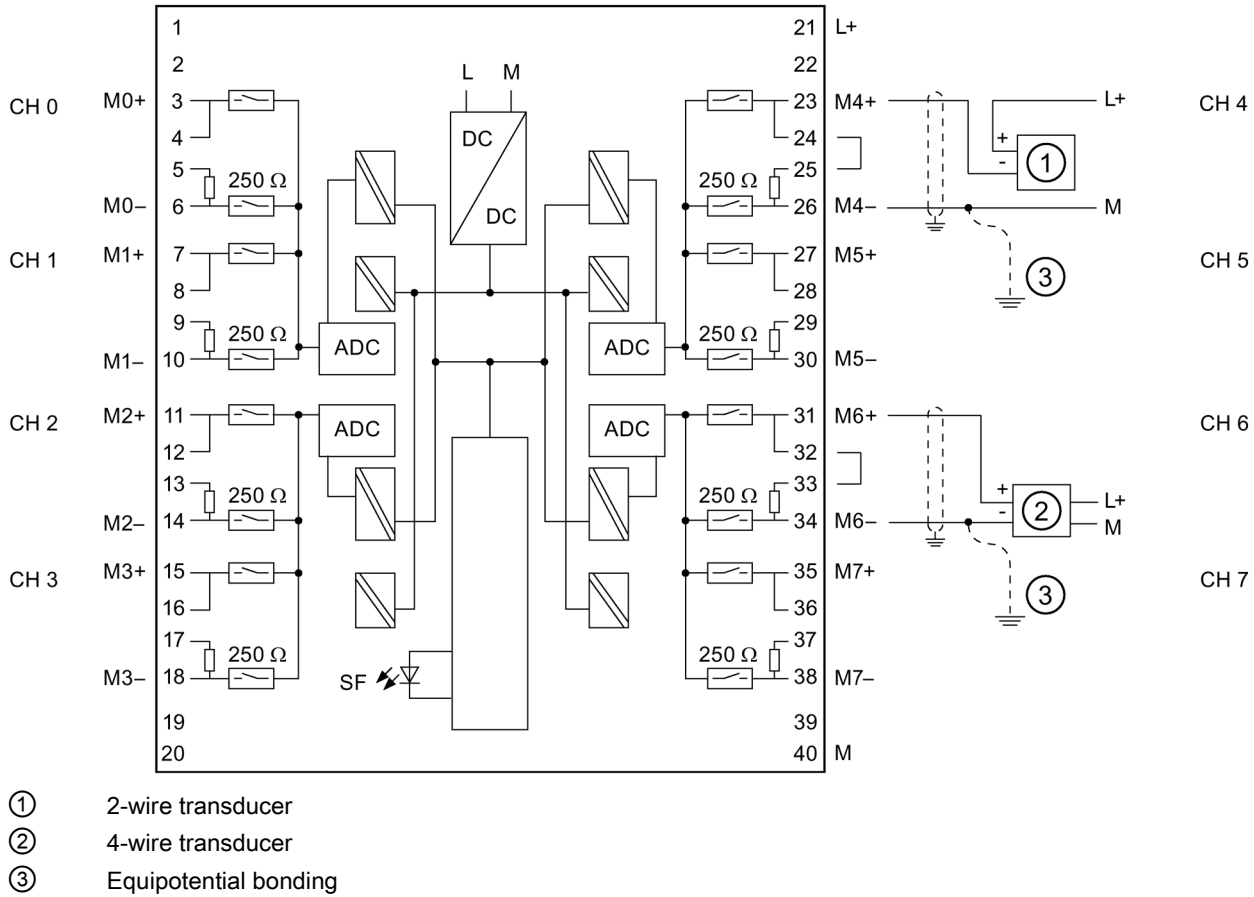 1 21 L+
2 22
L M
CH 0 M0+ 3 23 M4+ L+ CH 4
4 DC 24 +
5 250 Ω 250 Ω 25 - 1
M0– 6 DC 26 M4– M
CH 1 M1+ 7 27 M5+ CH 5
8 28 3
9 250 Ω 250 Ω 29
M1– 10 ADC ADC 30 M5–
CH 2 M2+ 11 31 M6+ CH 6
12 ADC ADC 32
13 250 Ω 250 Ω 33 + L+
M2– 14 34 M6– - 2 M
CH 3 M3+ 15 35 M7+ CH 7
16 36 3
17 250 Ω 250 Ω 37
M3– 18 SF 38 M7–
19 39
20 40 M
1 2-wire transducer
2 4-wire transducer
3 Equipotential bonding